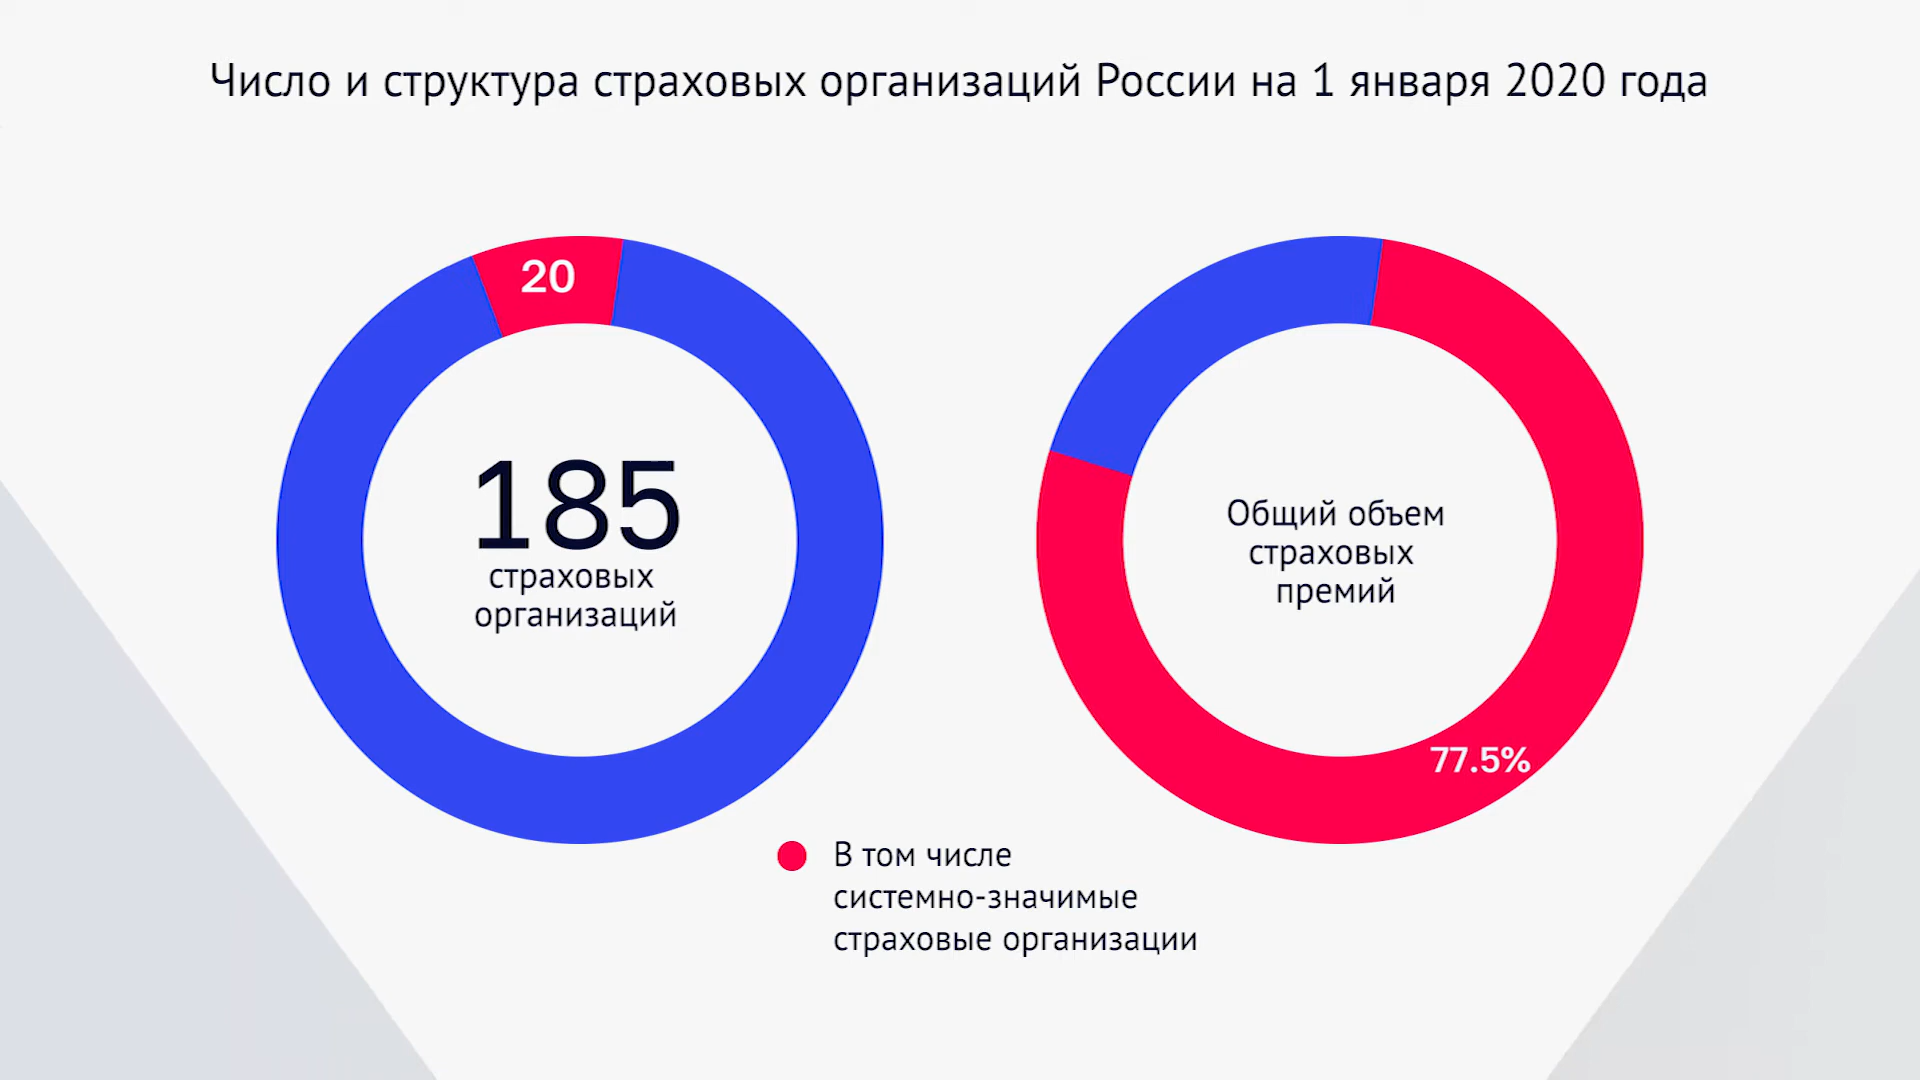 Число и структура страховых организаций России на 1 января 2020 года
20
185
страховых
организаций
Общий объем
страховых
премий
77.5%
В том числе
системно-значимые
страховые организации